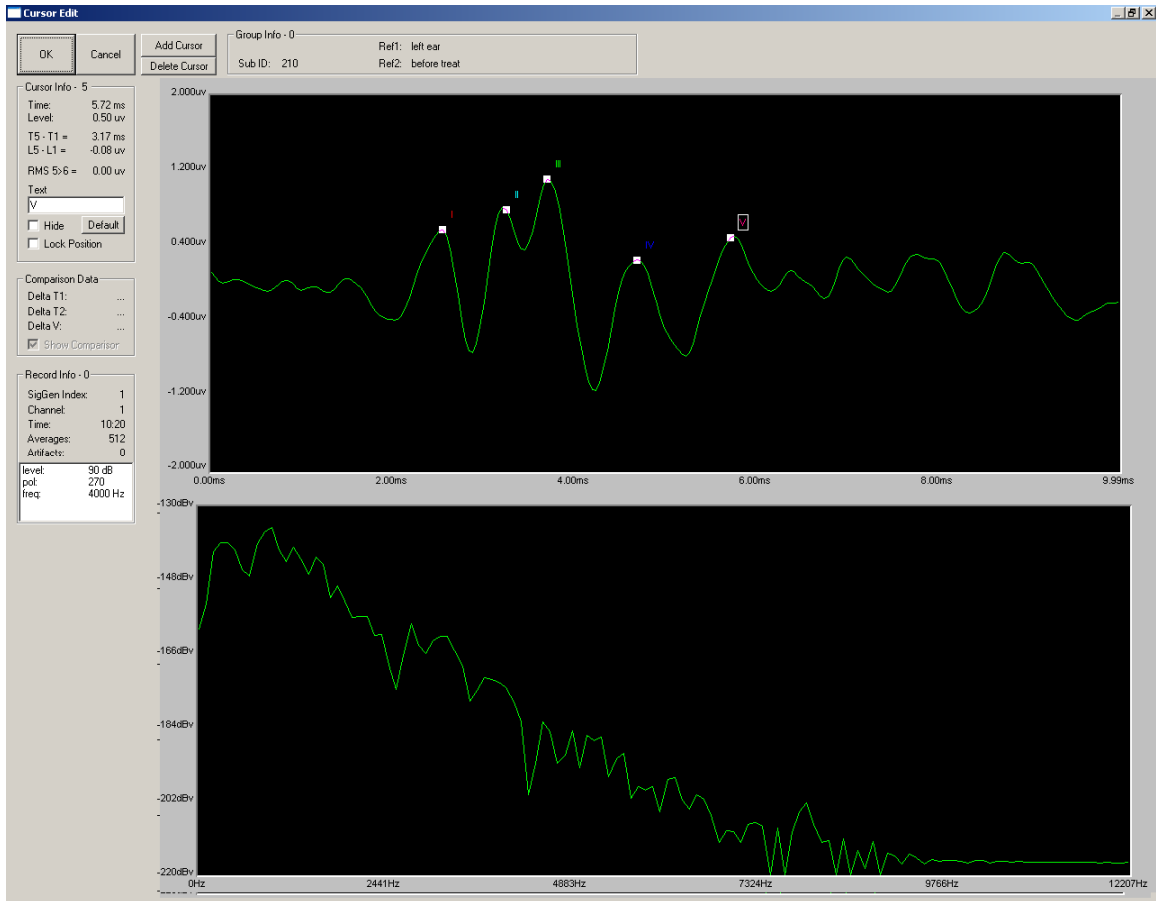 Cursor Edit
OK
Cancel
Add Cursor
Delete Cursor
Group Info - 0
Ref1: left ear
Sub ID: 210 Ref2: before treat
Cursor Info - 5
Time: 5.72 ms
Level: 0.50 uv
T5 - T1 = 3.17 ms
L5 - L1 = -0.08 uv
RMS 5>6 = 0.00 uv
Text
V
Hide Default
Lock Position
Comparison Data
Delta T1: ...
Delta T2: ...
Delta V: ...
Show Comparison
Record Info - 0
SigGen Index: 1
Channel: 1
Time: 10:20
Averages: 512
Artifacts: 0
level: 90 dB
pol: 270
freq: 4000 Hz
2.000uv
1.200uv
0.400uv
-0.400uv
-1.200uv
-2.000uv
I
II
III
IV
V
0.00ms 2.00ms 4.00ms 6.00ms 8.00ms 9.99ms
-130dBv
-148dBv
-166dBv
-184dBv
-202dBv
-220dBv
0Hz 2441Hz 4883Hz 7324Hz 9766Hz 12207Hz